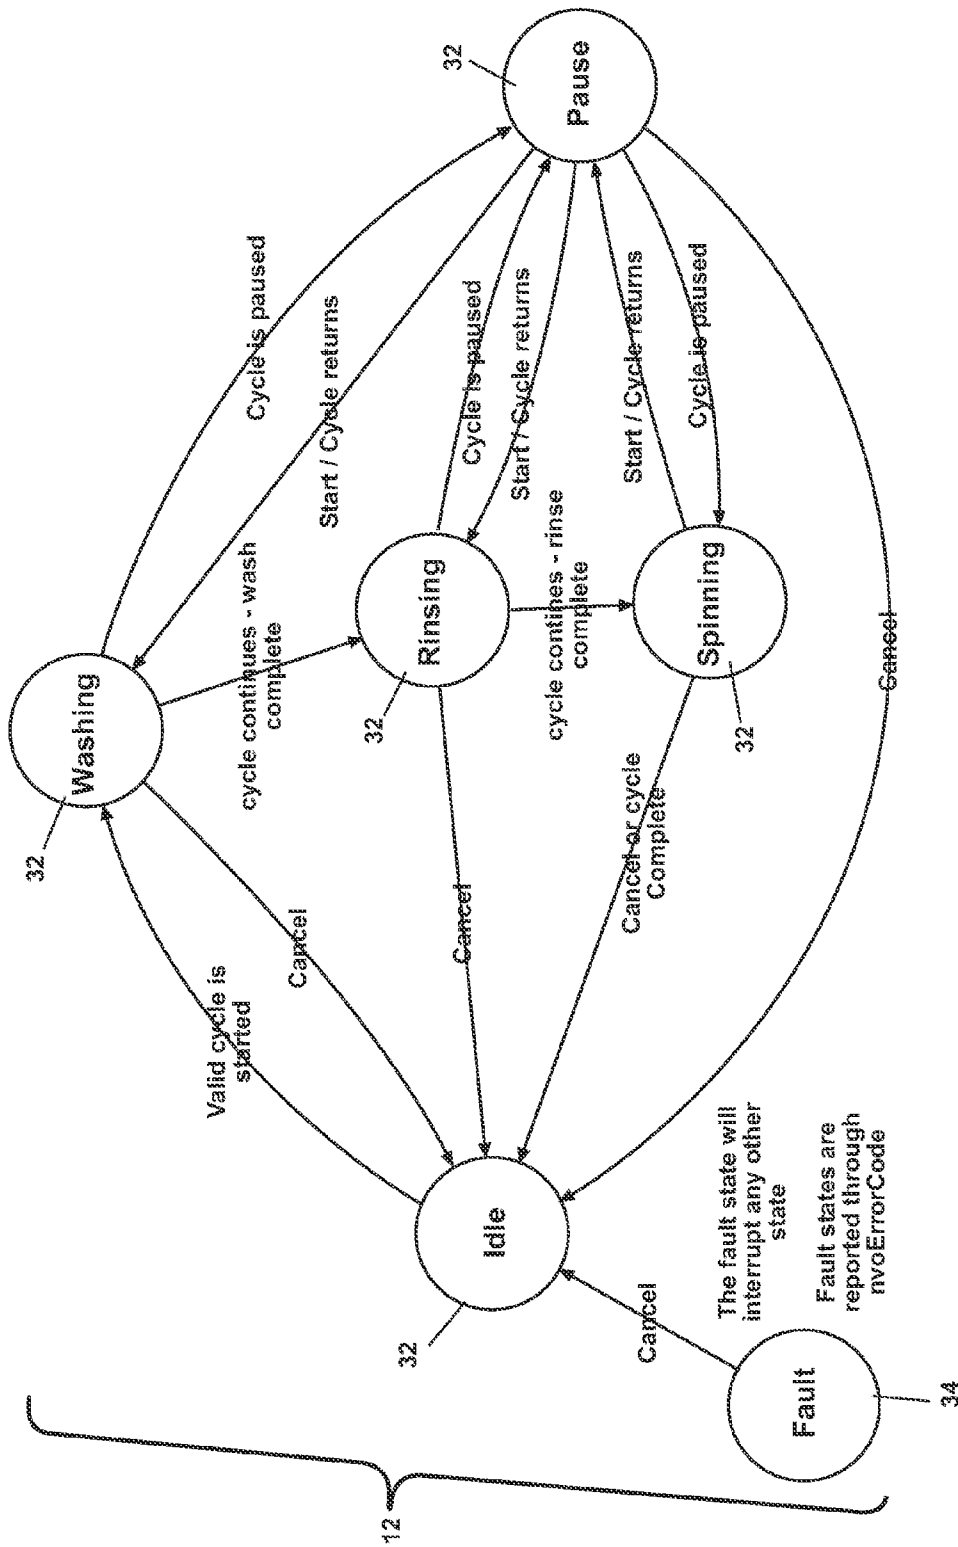 32
Washing
Valid cycle is
started
Cancel
cycle continues - wash
complete
Start / Cycle returns
Cycle is paused
32
Pause
32
Rinsing
Cancel
Cycle is paused
Start / Cycle returns
cycle contines - rinse
complete
32
Idle
32
Spinning
Cancel or cycle
Complete
Start / Cycle returns
Cycle is paused
Cancel
Cancel
The fault state will
interrupt any other
state
Fault states are
reported through
nvoErrorCode
Fault
34
12
32